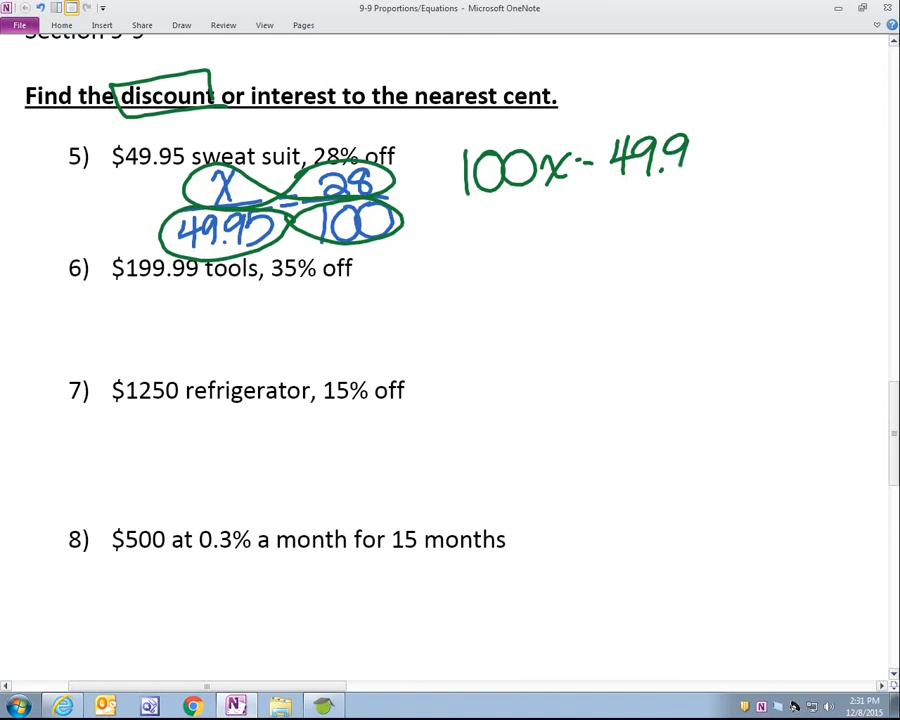 9-9 Proportions/Equations - Microsoft OneNote
File Home Insert Share Draw Review View Pages
Section 9-9
Find the discount or interest to the nearest cent.
5) $49.95 sweat suit, 28% off
100x = 49.9
x = 28
49.95 100
6) $199.99 tools, 35% off
7) $1250 refrigerator, 15% off
8) $500 at 0.3% a month for 15 months
2:31 PM
12/8/2015